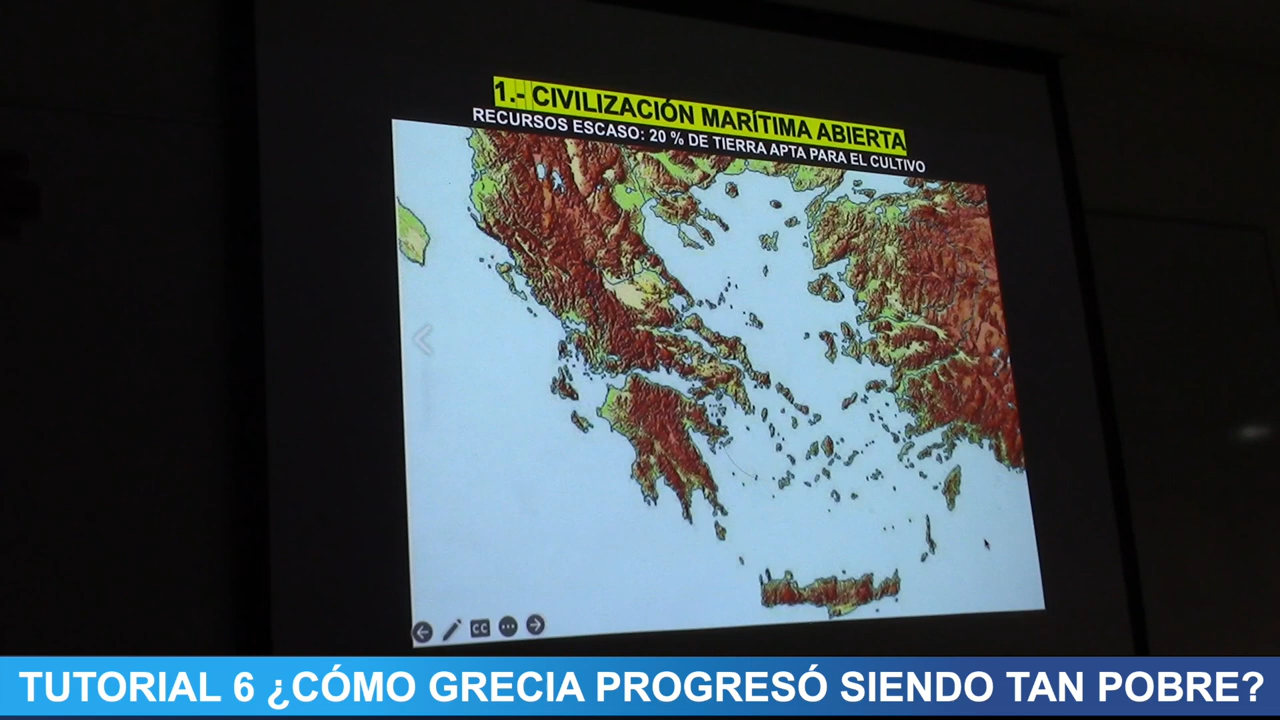 1.- CIVILIZACIÓN MARÍTIMA ABIERTA
RECURSOS ESCASO: 20 % DE TIERRA APTA PARA EL CULTIVO
CC
TUTORIAL 6 ¿CÓMO GRECIA PROGRESÓ SIENDO TAN POBRE?